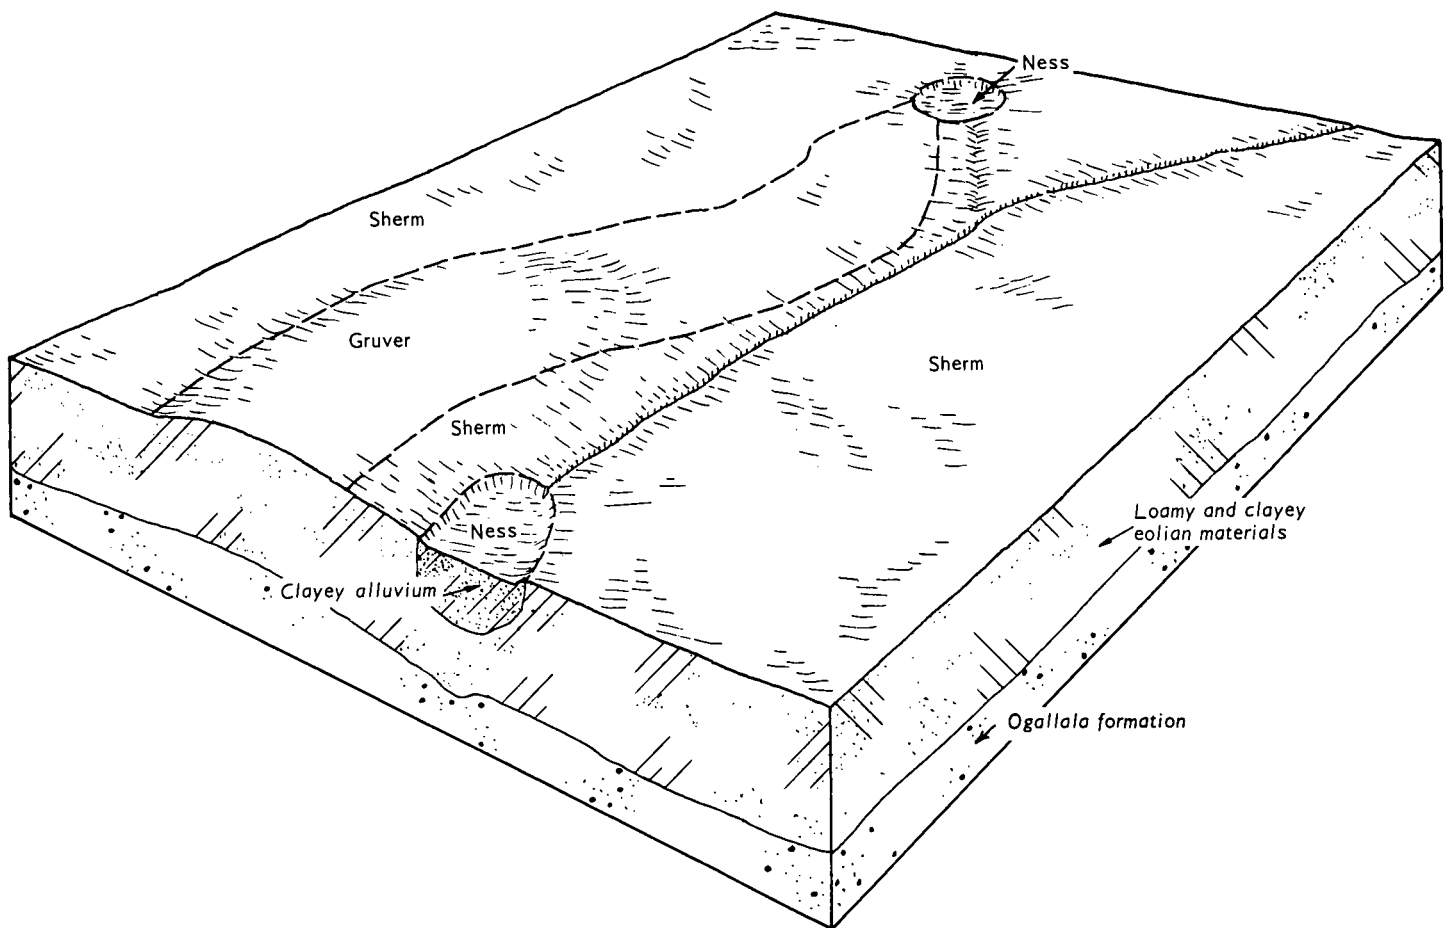 Ness
Sherm
Gruver
Sherm
Sherm
Ness
Loamy and clayey
eolian materials
Clayey alluvium
Ogallala formation